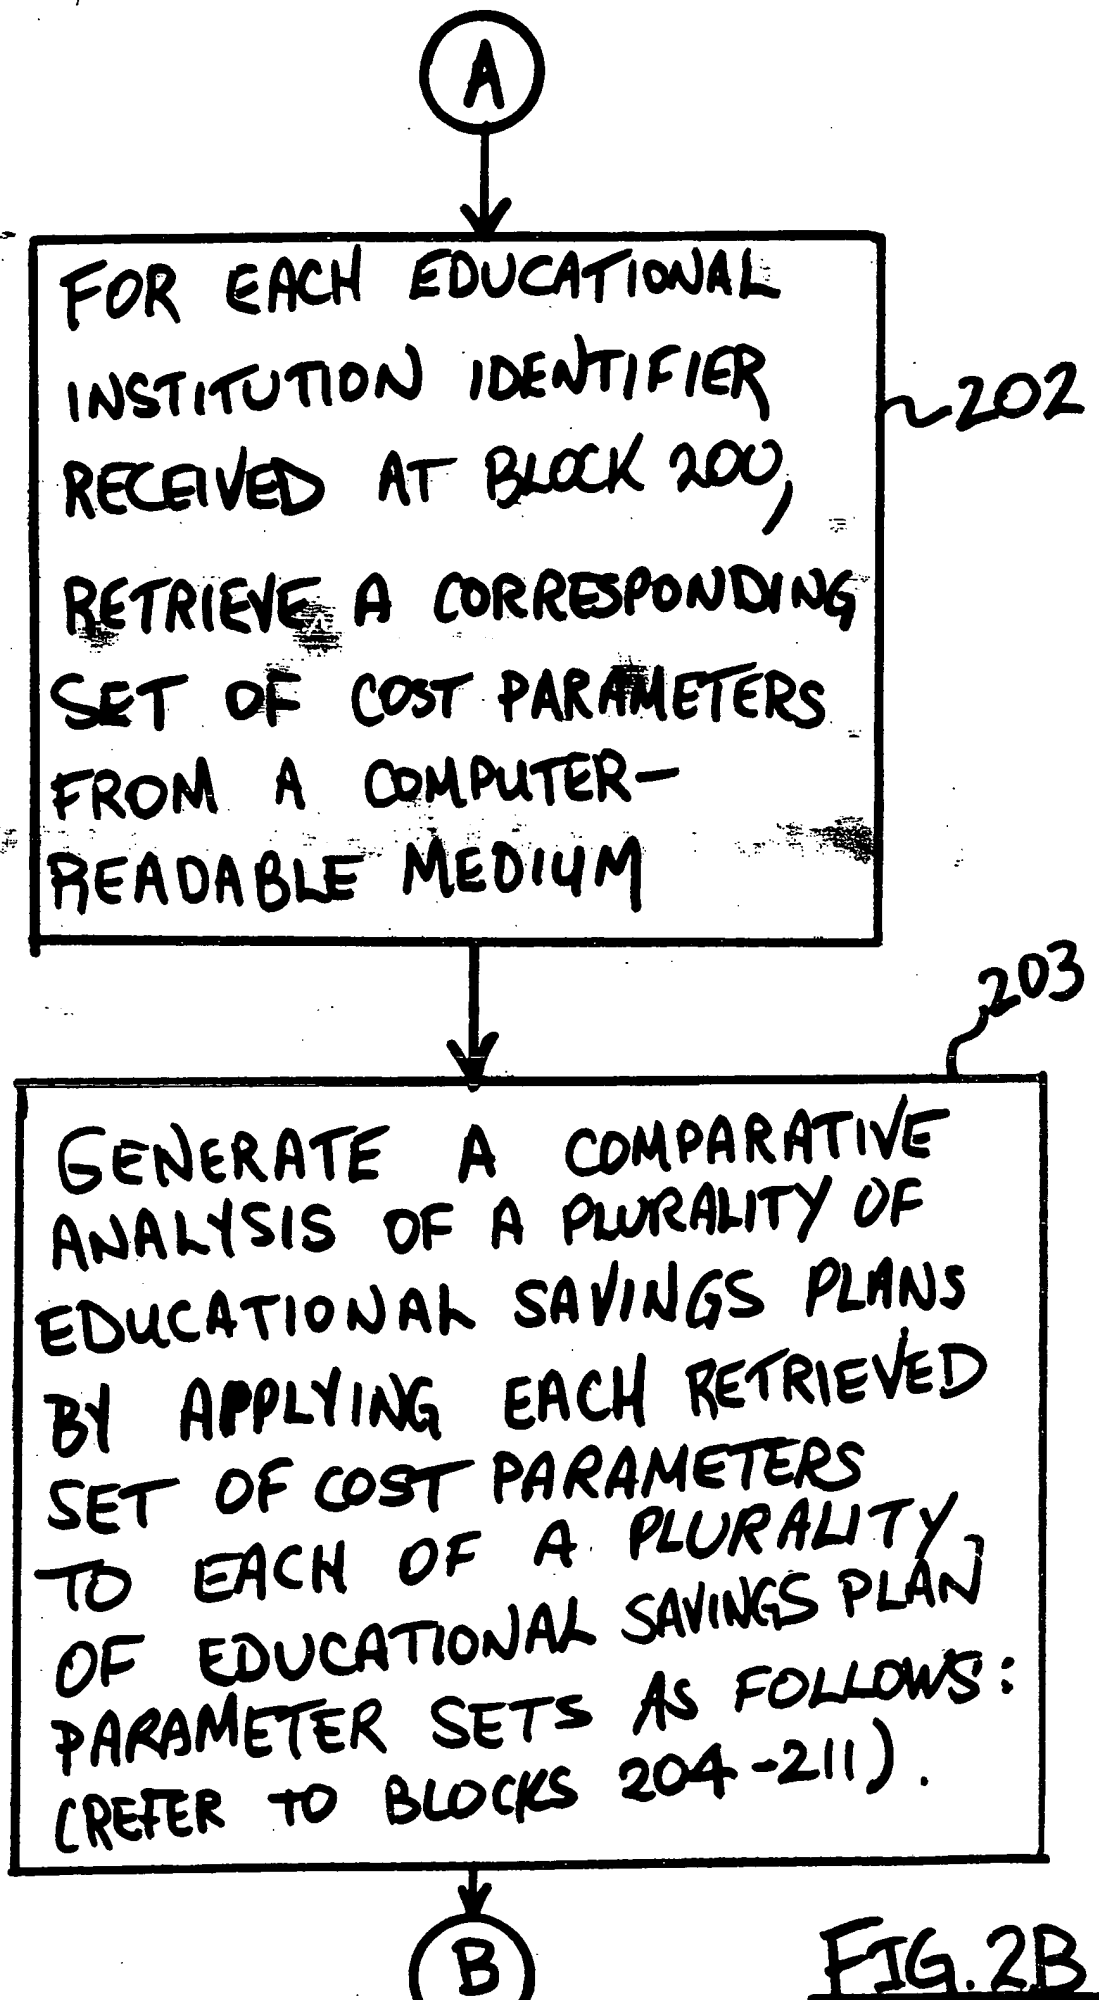 A
FOR EACH EDUCATIONAL
INSTITUTION IDENTIFIER
202
RECEIVED AT BLOCK 200,
RETRIEVE A CORRESPONDING
SET OF COST PARAMETERS
FROM A COMPUTER-
READABLE MEDIUM
203
GENERATE A COMPARATIVE
ANALYSIS OF A PLURALITY OF
EDUCATIONAL SAVINGS PLANS
BY APPLYING EACH RETRIEVED
SET OF COST PARAMETERS
TO EACH OF A PLURALITY
OF EDUCATIONAL SAVINGS PLAN
PARAMETER SETS AS FOLLOWS:
(REFER TO BLOCKS 204-211).
B
FIG. 2B